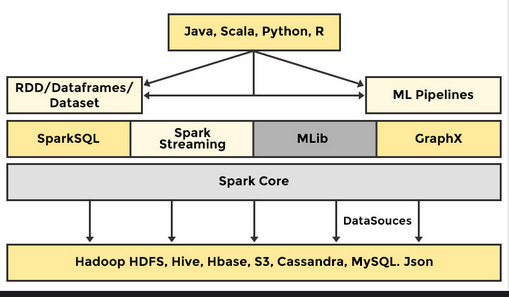 Java, Scala, Python, R
RDD/Dataframes/
Dataset
ML Pipelines
SparkSQL
Spark
Streaming
MLib
GraphX
Spark Core
DataSouces
Hadoop HDFS, Hive, Hbase, S3, Cassandra, MySQL. Json